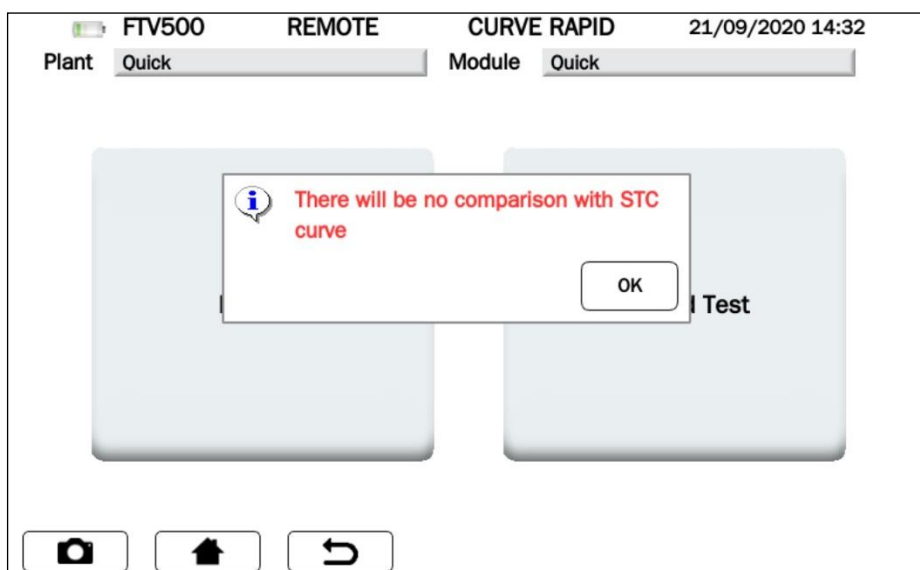 FTV500 REMOTE CURVE RAPID 21/09/2020 14:32
Plant Quick Module Quick
There will be no comparison with STC
curve
OK
Test